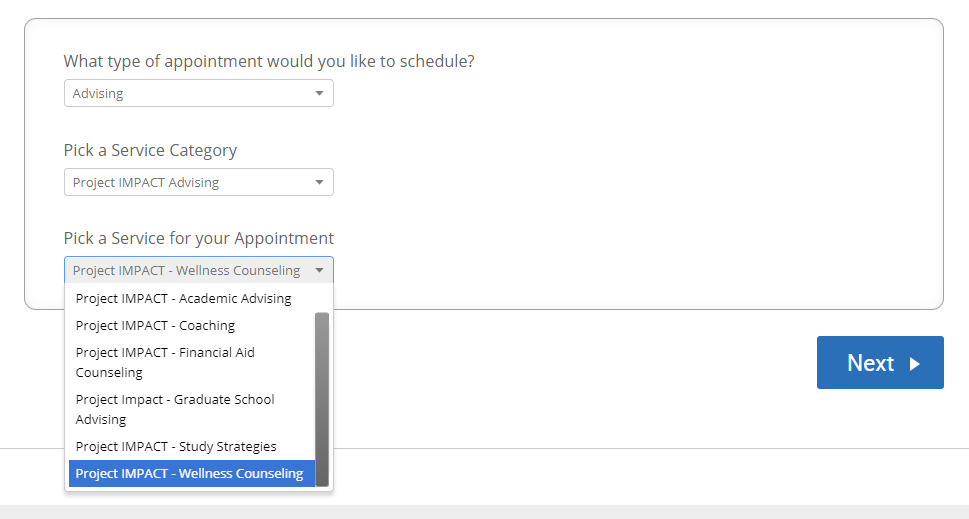 What type of appointment would you like to schedule?
Advising
Pick a Service Category
Project IMPACT Advising
Pick a Service for your Appointment
Project IMPACT - Wellness Counseling
Project IMPACT - Academic Advising
Project IMPACT - Coaching
Project IMPACT - Financial Aid
Counseling
Project Impact - Graduate School
Advising
Project IMPACT - Study Strategies
Project IMPACT - Wellness Counseling
Next